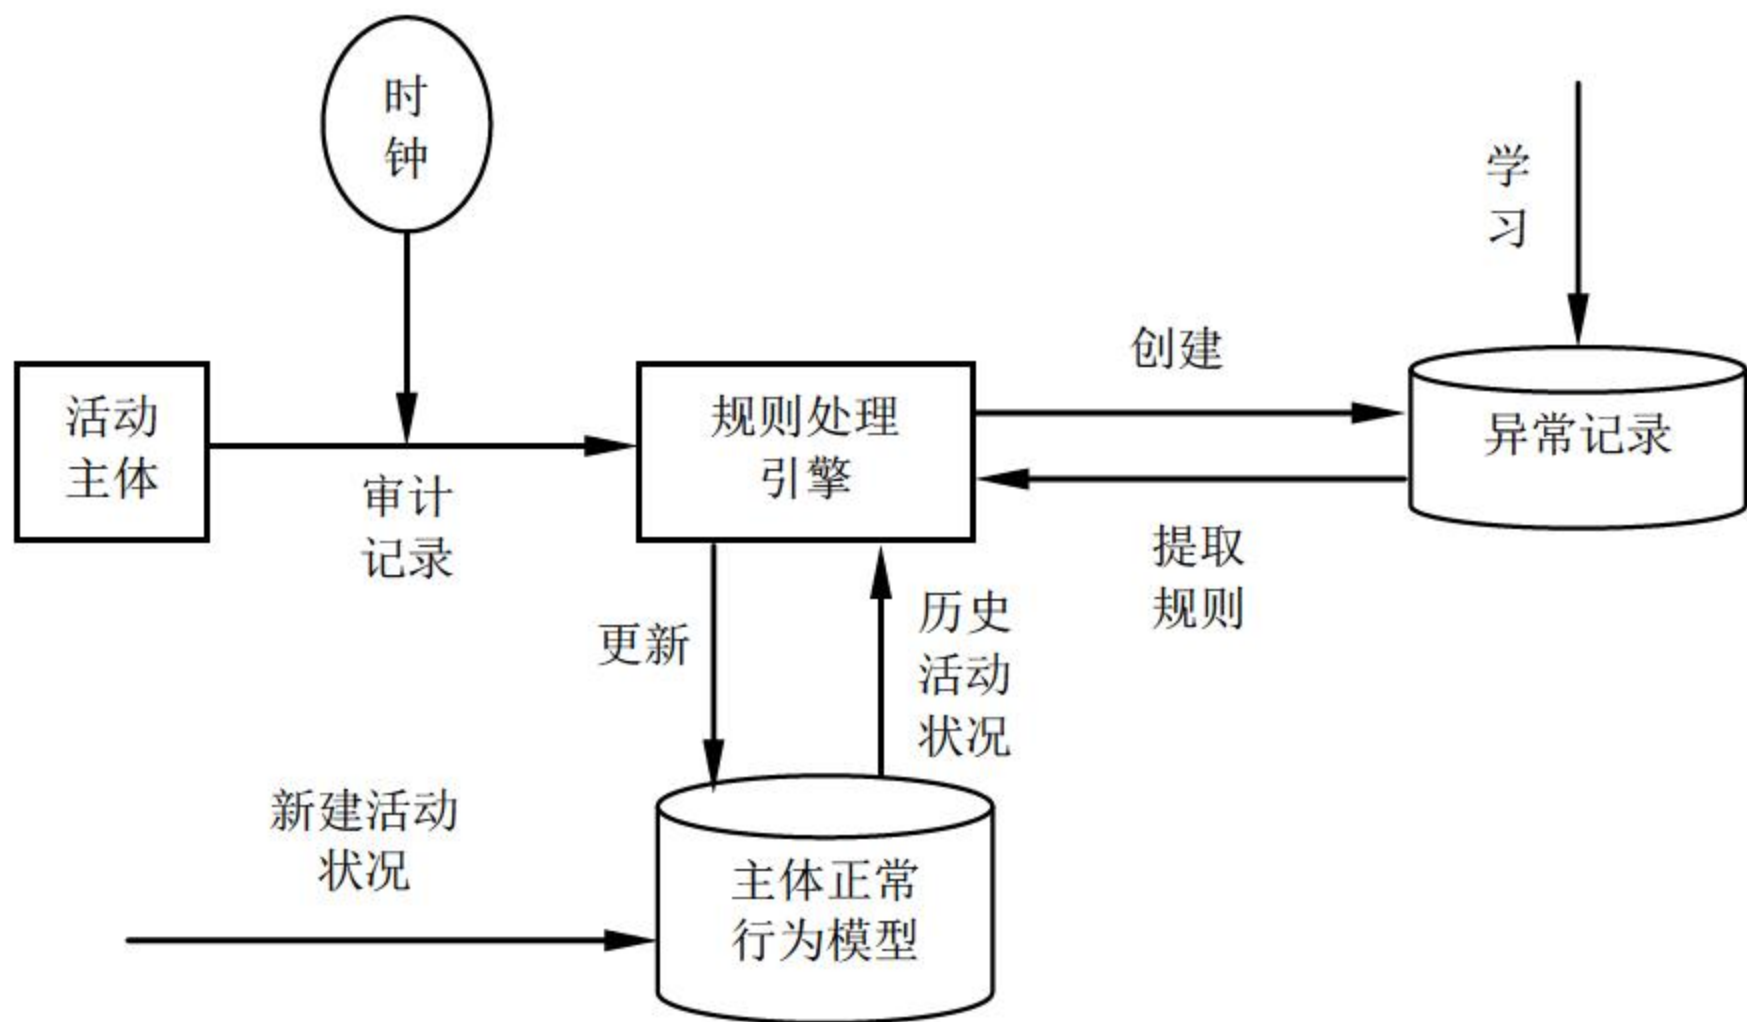 时
钟
学
习
创建
活动
主体
规则处理
引擎
异常记录
审计
记录
提取
规则
更新
历史
活动
状况
新建活动
状况
主体正常
行为模型